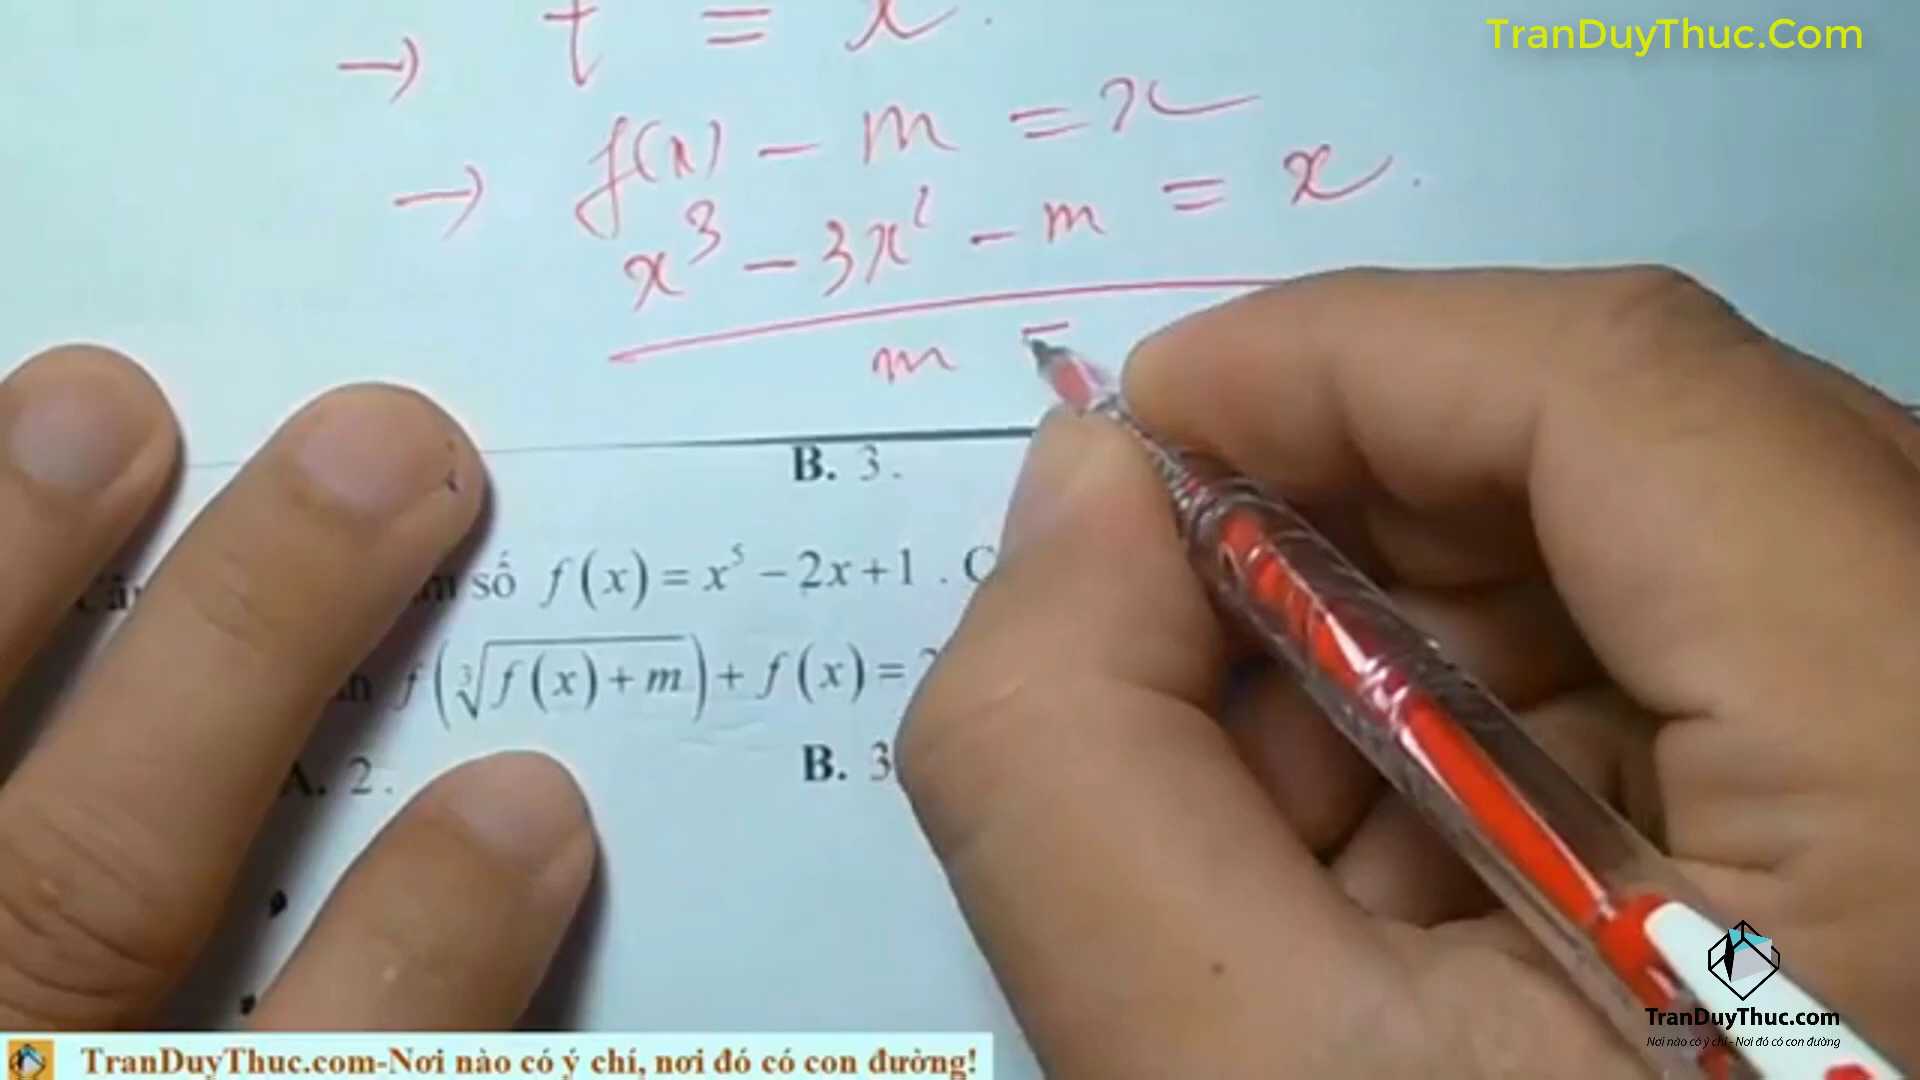 TranDuyThuc.Com
→ t = x.
→ f(x) - m = x
x³ - 3x² - m = x.
m =
B. 3.
số f(x) = x⁵ - 2x + 1. C
f(∛(f(x) + m)) + f(x) =
A. 2.
B. 3
TranDuyThuc.com
Nơi nào có ý chí - Nơi đó có con đường
TranDuyThuc.com-Nơi nào có ý chí, nơi đó có con đường!